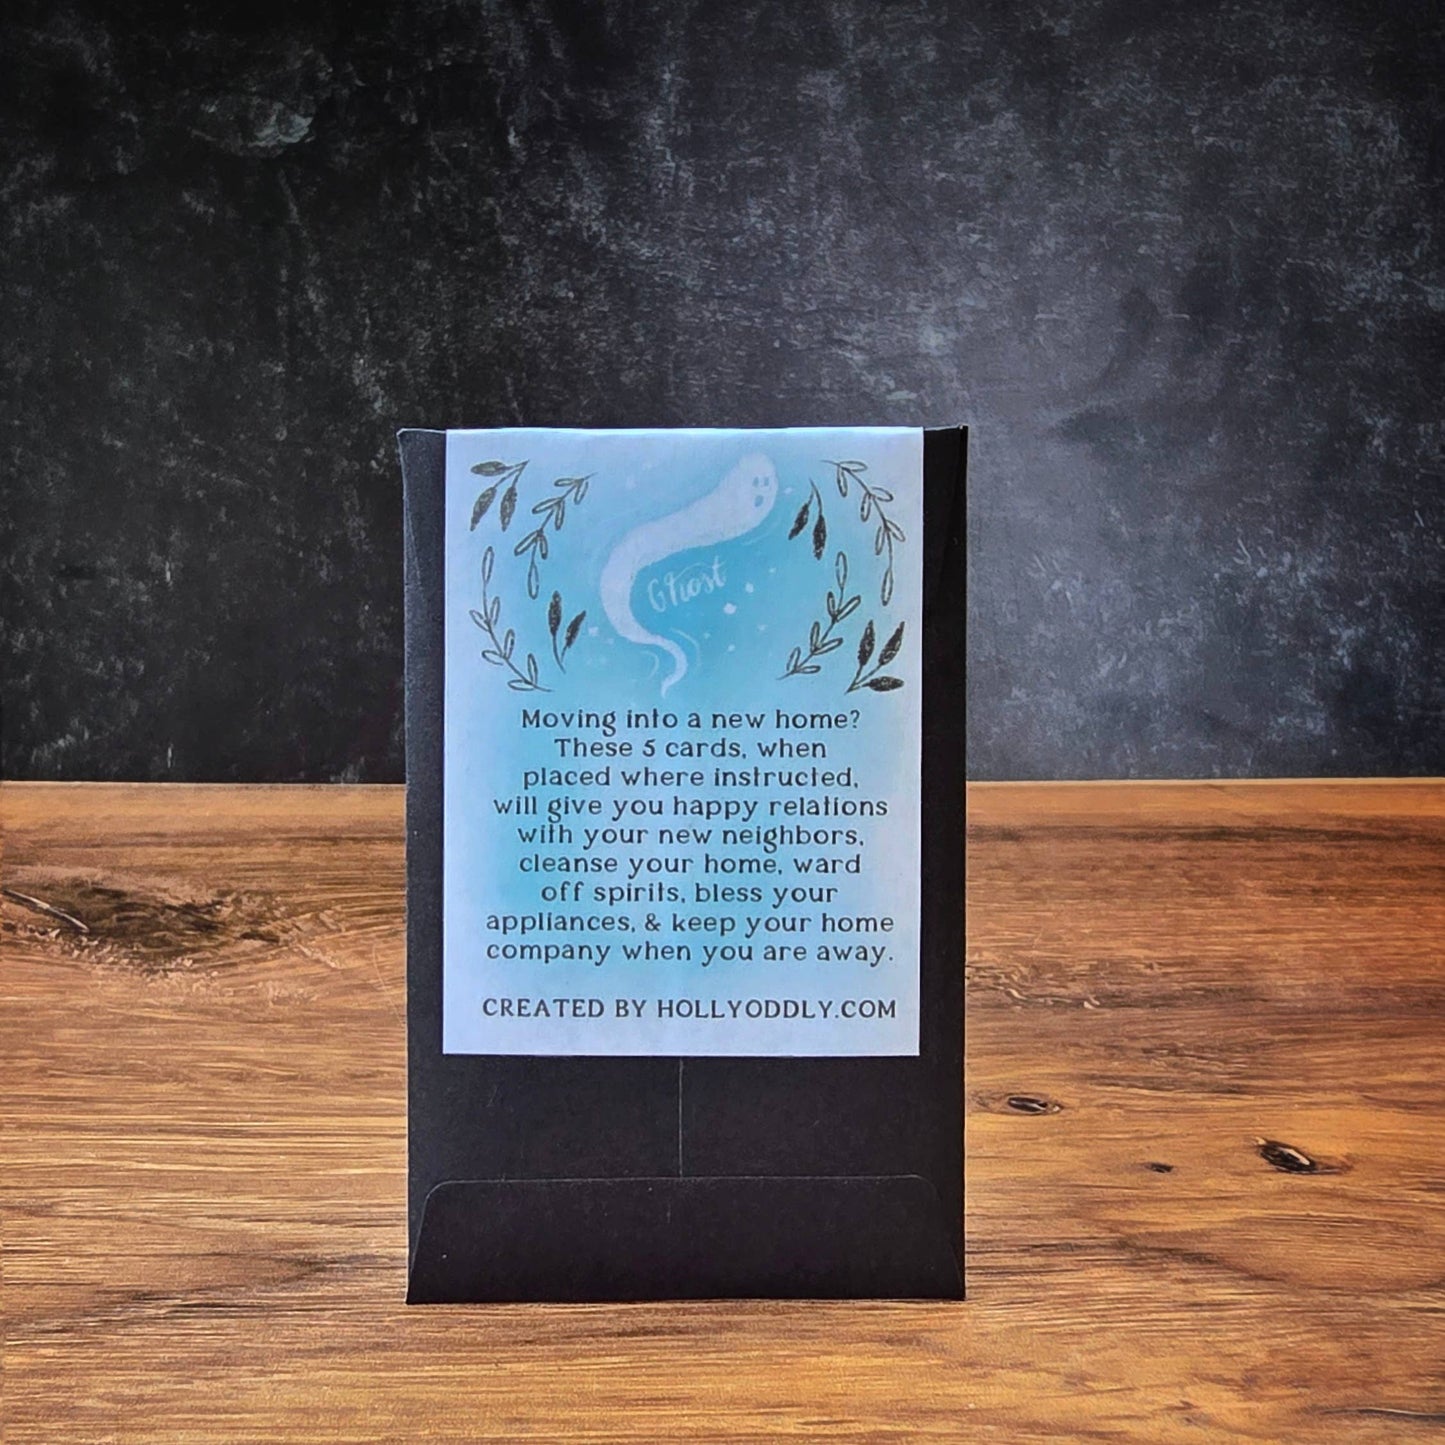 Ghost
Moving into a new home?
These 5 cards, when
placed where instructed,
will give you happy relations
with your new neighbors,
cleanse your home, ward
off spirits, bless your
appliances, & keep your home
company when you are away.
CREATED BY HOLLYODDLY.COM